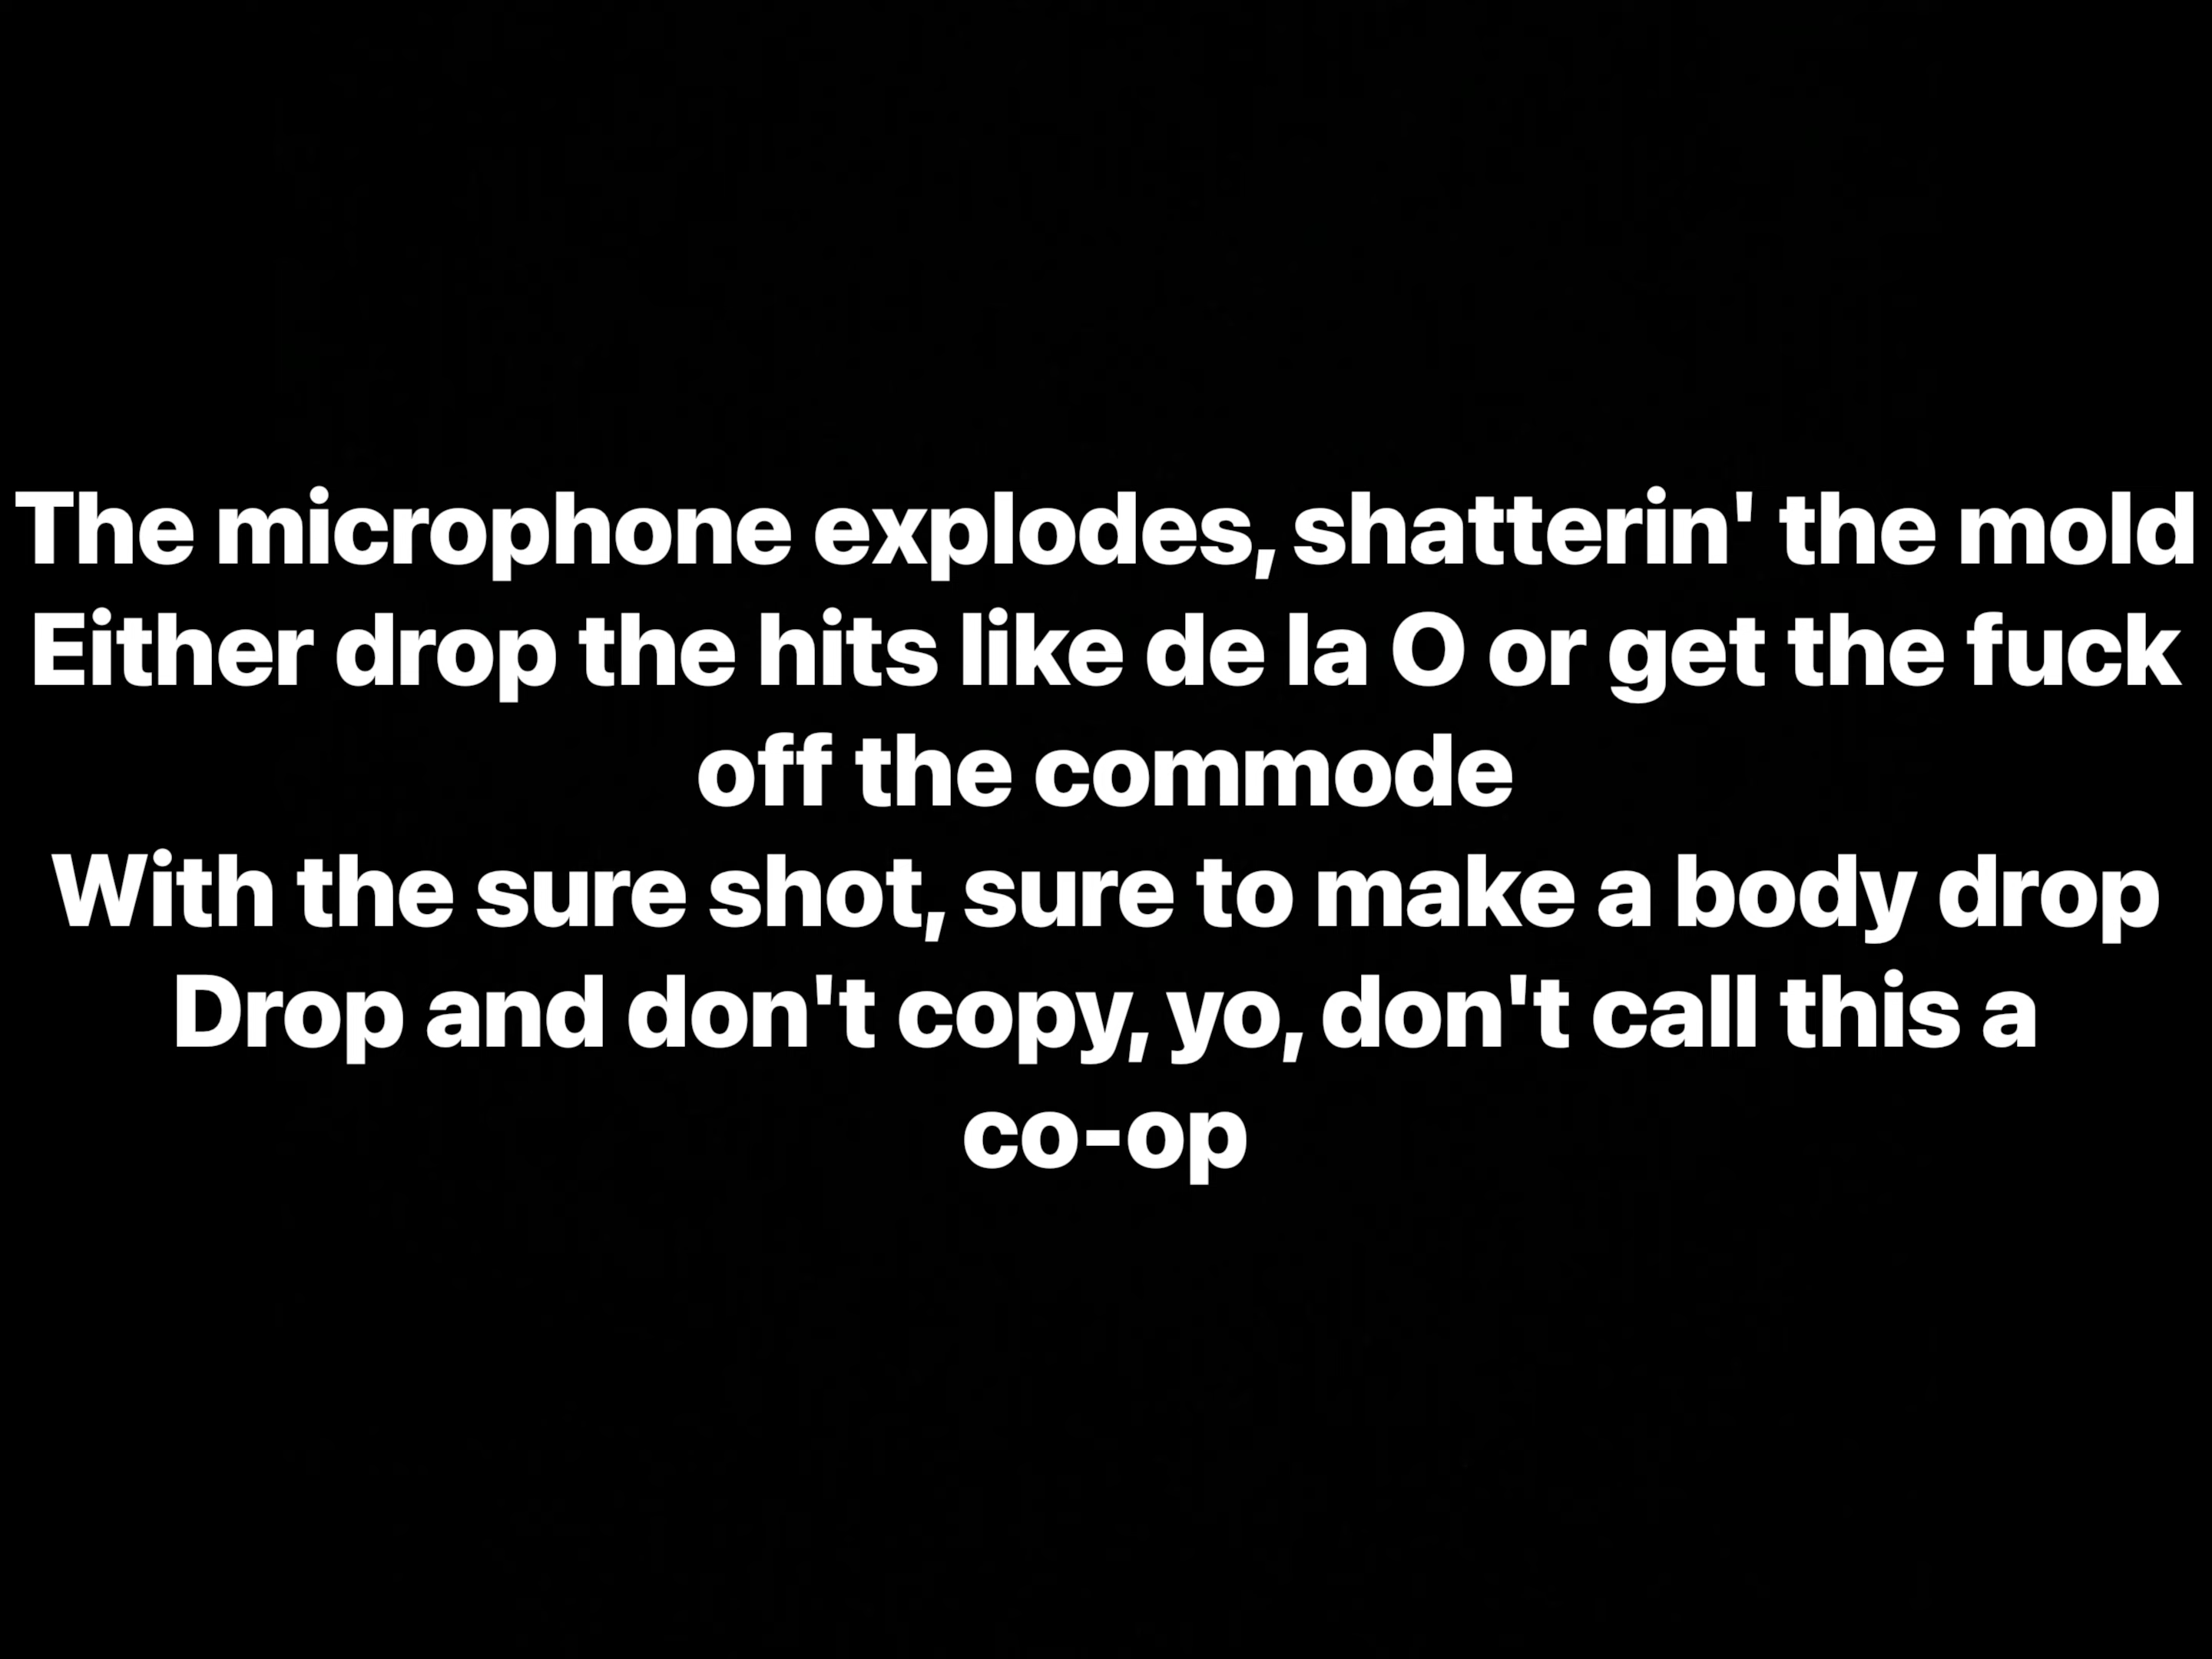 The microphone explodes, shatterin' the mold
Either drop the hits like de la O or get the fuck
off the commode
With the sure shot, sure to make a body drop
Drop and don't copy, yo, don't call this a
co-op